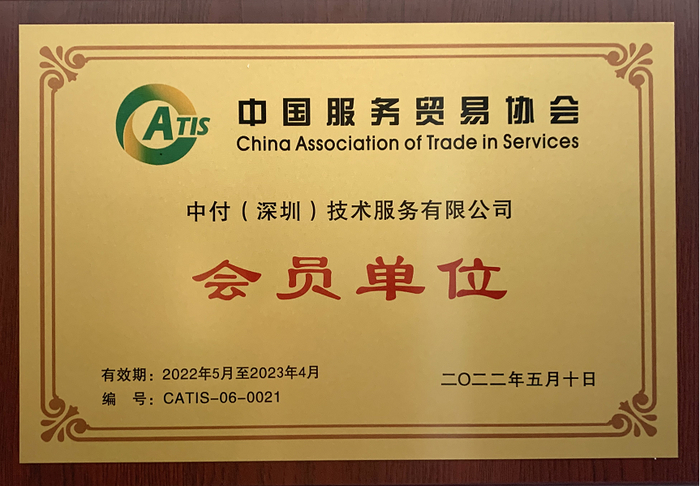 CATIS
中国服务贸易协会
China Association of Trade in Services
中付（深圳）技术服务有限公司
会员单位
有效期：2022年5月至2023年4月
编 号：CATIS-06-0021
二〇二二年五月十日